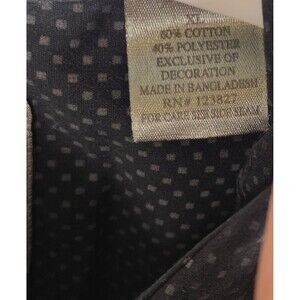 XL
60% COTTON
40% POLYESTER
EXCLUSIVE OF
DECORATION
MADE IN BANGLADESH
RN# 123827
FOR CARE SEE SIDE SEAM